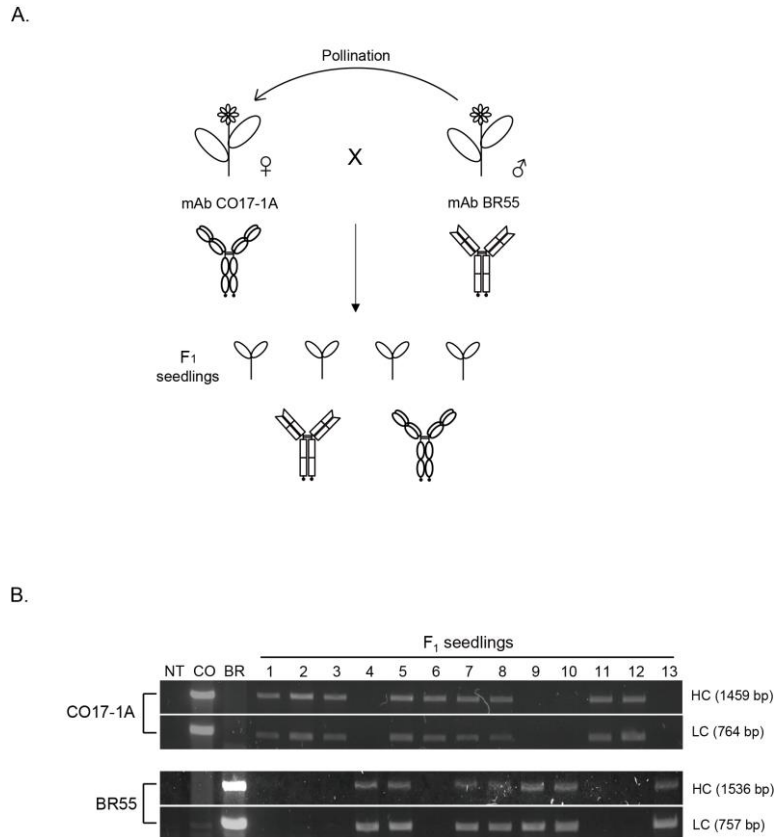 A.
Pollination
♀
X
♂
mAb CO17-1A
mAb BR55
F1
seedlings
B.
F1 seedlings
NT CO BR 1 2 3 4 5 6 7 8 9 10 11 12 13
CO17-1A
HC (1459 bp)
LC (764 bp)
BR55
HC (1536 bp)
LC (757 bp)